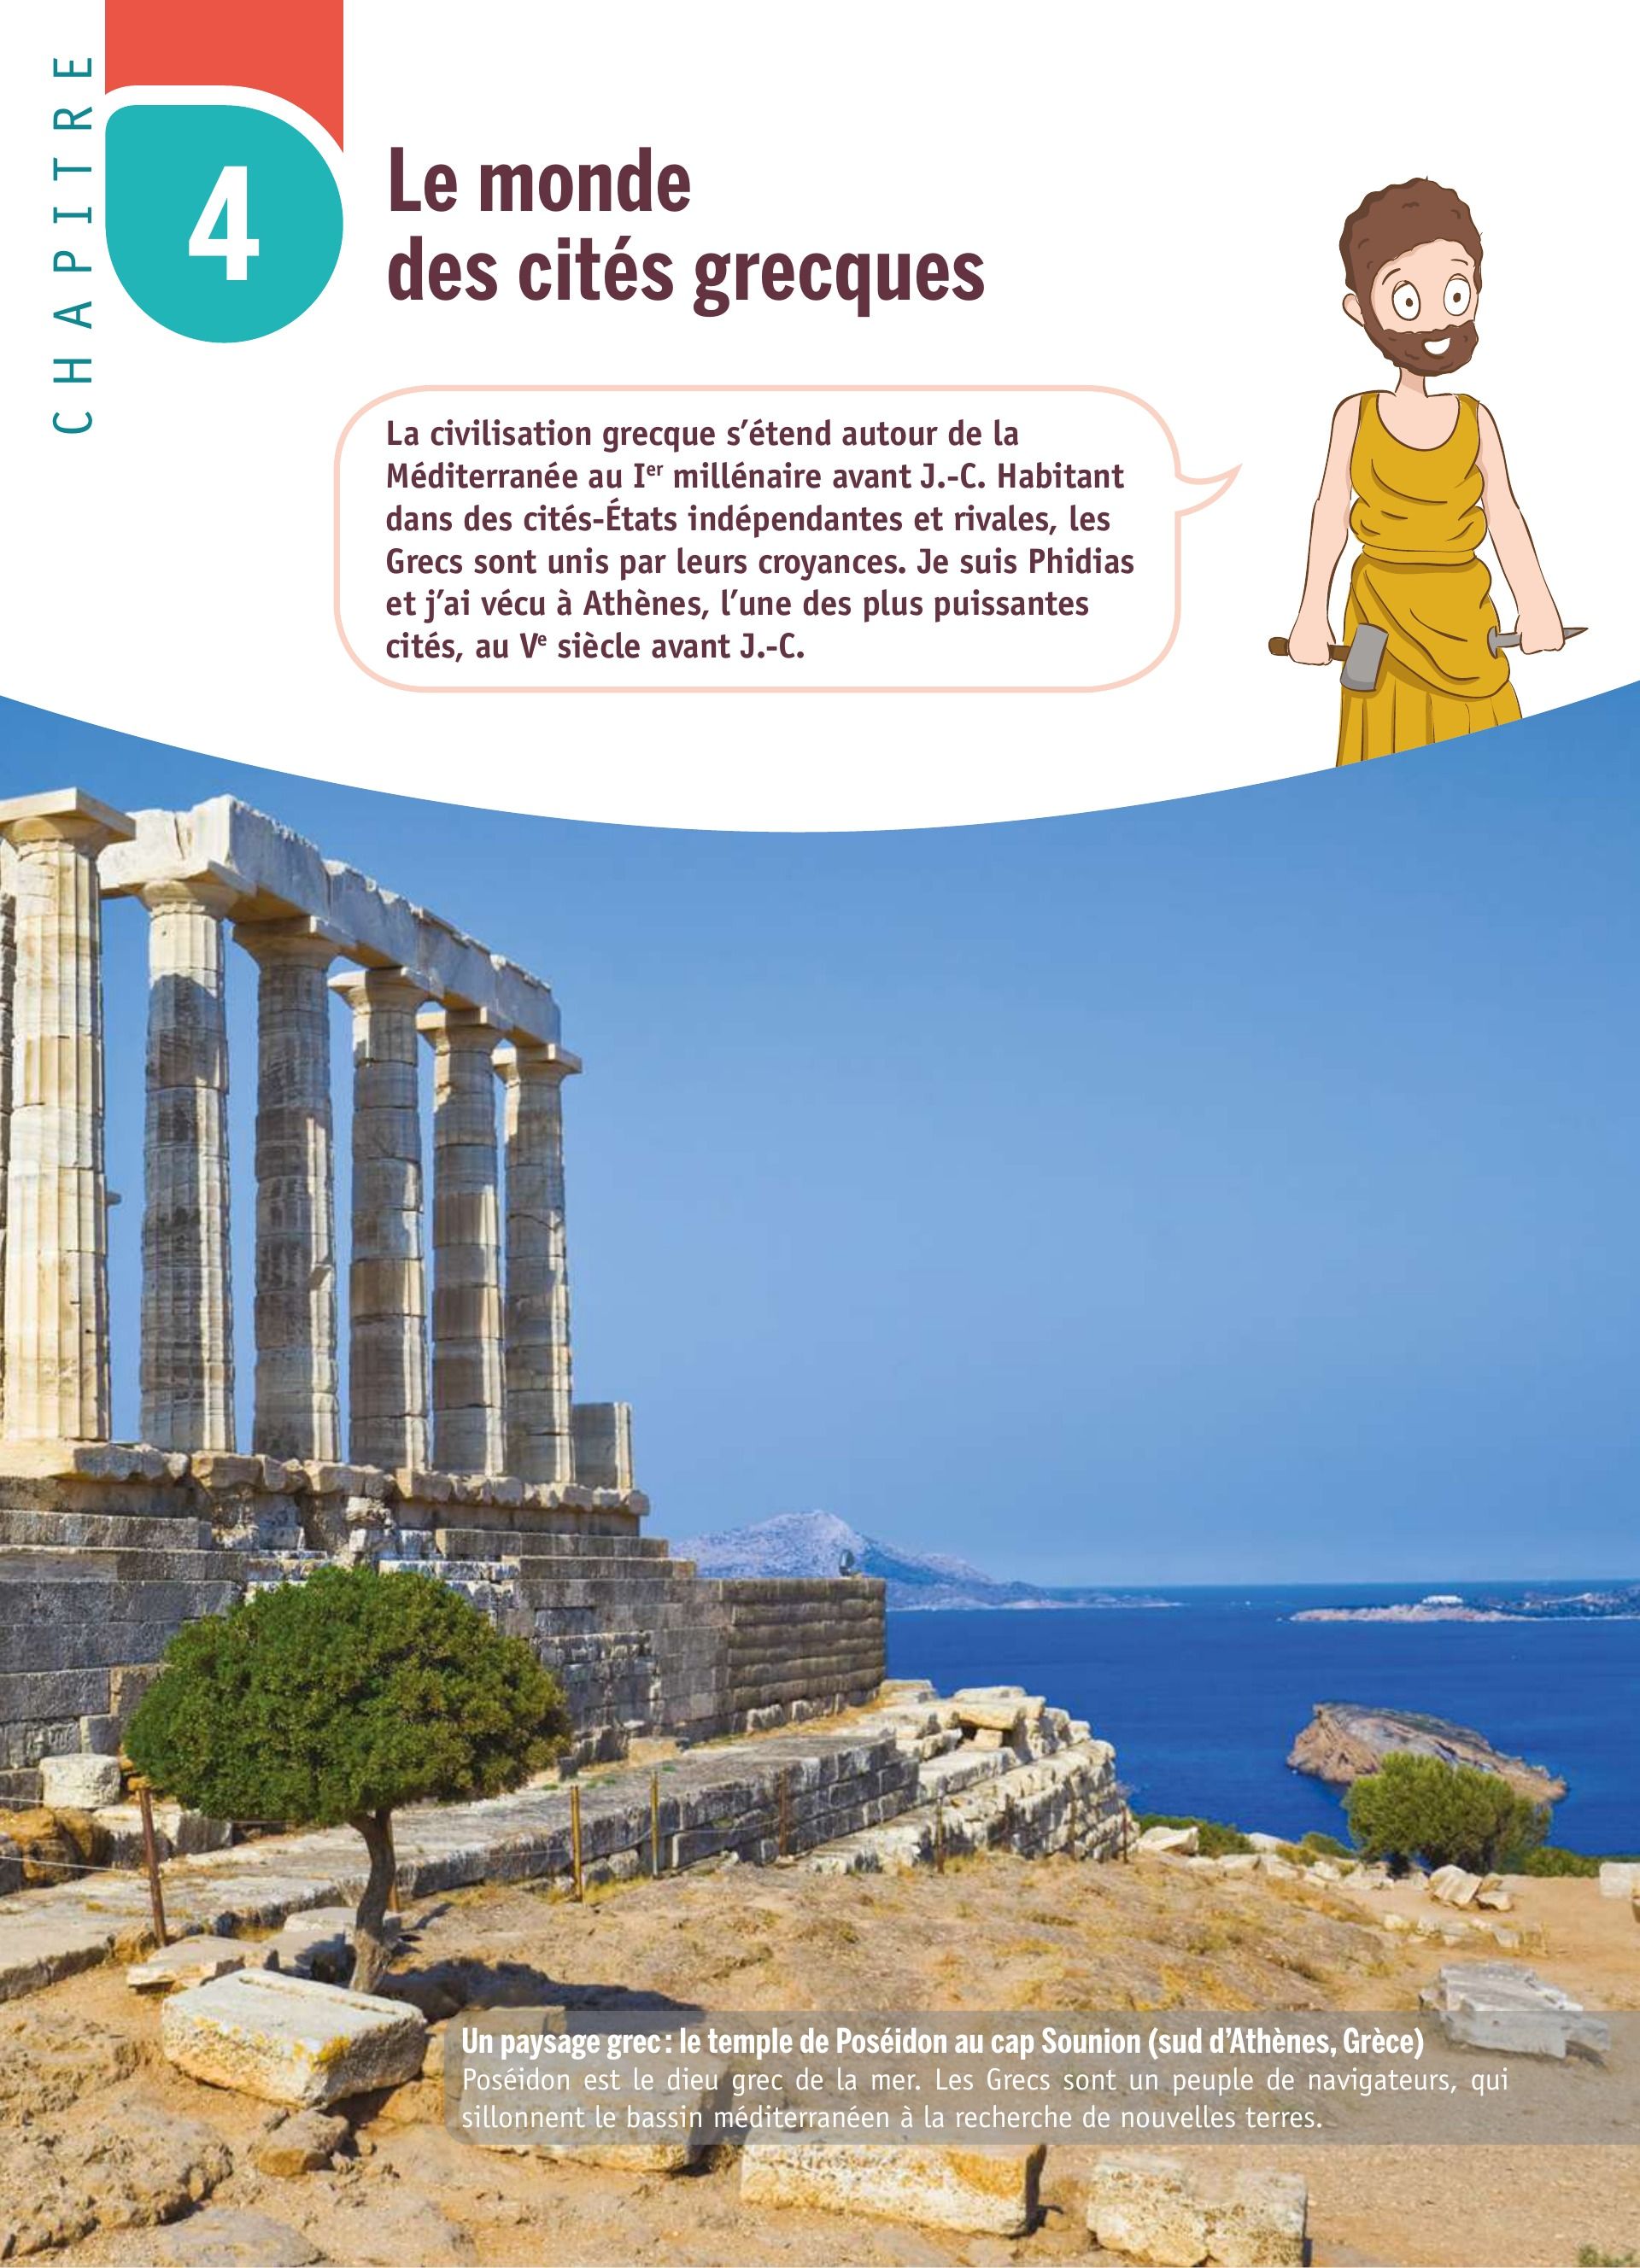 CHAPITRE
4
Le monde
des cités grecques
La civilisation grecque s’étend autour de la
Méditerranée au Ier millénaire avant J.-C. Habitant
dans des cités-États indépendantes et rivales, les
Grecs sont unis par leurs croyances. Je suis Phidias
et j’ai vécu à Athènes, l’une des plus puissantes
cités, au Ve siècle avant J.-C.
Un paysage grec : le temple de Poséidon au cap Sounion (sud d’Athènes, Grèce)
Poséidon est le dieu grec de la mer. Les Grecs sont un peuple de navigateurs, qui
sillonnent le bassin méditerranéen à la recherche de nouvelles terres.